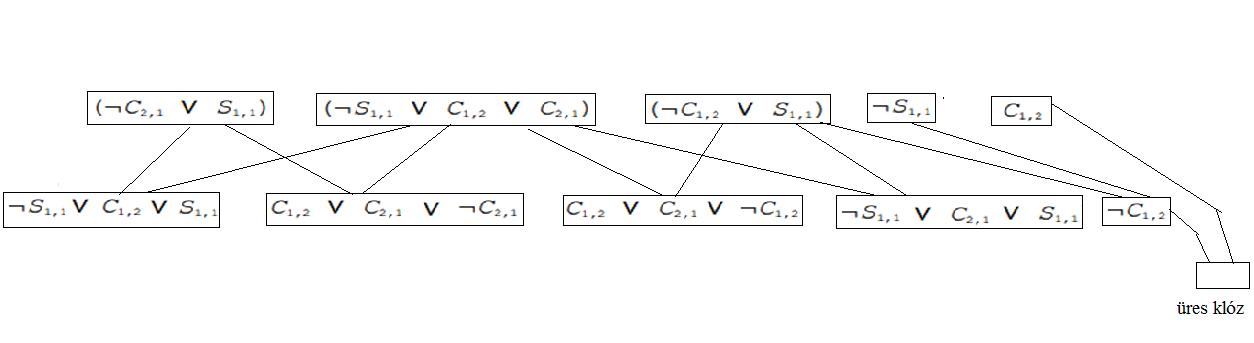 (¬C₂,₁ ∨ S₁,₁) (¬S₁,₁ ∨ C₁,₂ ∨ C₂,₁) (¬C₁,₂ ∨ S₁,₁) ¬S₁,₁ C₁,₂
¬S₁,₁ ∨ C₁,₂ ∨ S₁,₁ C₁,₂ ∨ C₂,₁ ∨ ¬C₂,₁ C₁,₂ ∨ C₂,₁ ∨ ¬C₁,₂ ¬S₁,₁ ∨ C₂,₁ ∨ S₁,₁ ¬C₁,₂
üres klóz